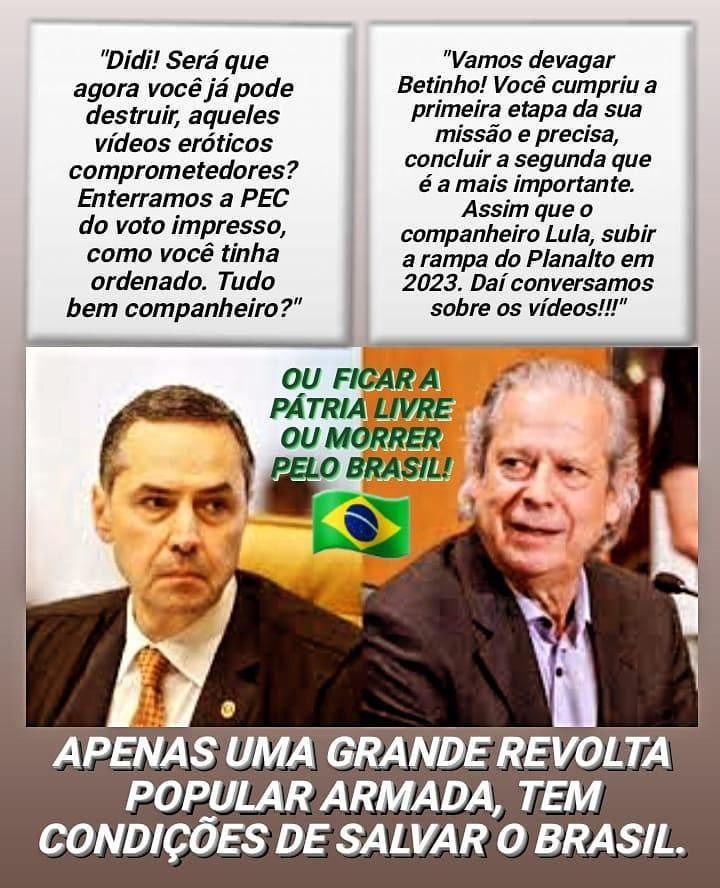 "Didi! Será que
agora você já pode
destruir, aqueles
vídeos eróticos
comprometedores?
Enterramos a PEC
do voto impresso,
como você tinha
ordenado. Tudo
bem companheiro?"
"Vamos devagar
Betinho! Você cumpriu a
primeira etapa da sua
missão e precisa,
concluir a segunda que
é a mais importante.
Assim que o
companheiro Lula, subir
a rampa do Planalto em
2023. Daí conversamos
sobre os vídeos!!!"
OU FICAR A
PÁTRIA LIVRE
OU MORRER
PELO BRASIL!
APENAS UMA GRANDE REVOLTA
POPULAR ARMADA, TEM
CONDIÇÕES DE SALVAR O BRASIL.